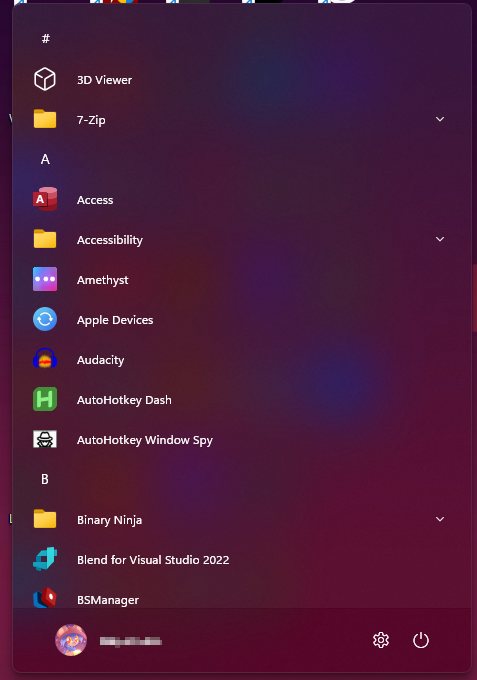 #
3D Viewer
7-Zip
A
Access
Accessibility
Amethyst
Apple Devices
Audacity
AutoHotkey Dash
AutoHotkey Window Spy
B
Binary Ninja
Blend for Visual Studio 2022
BSManager